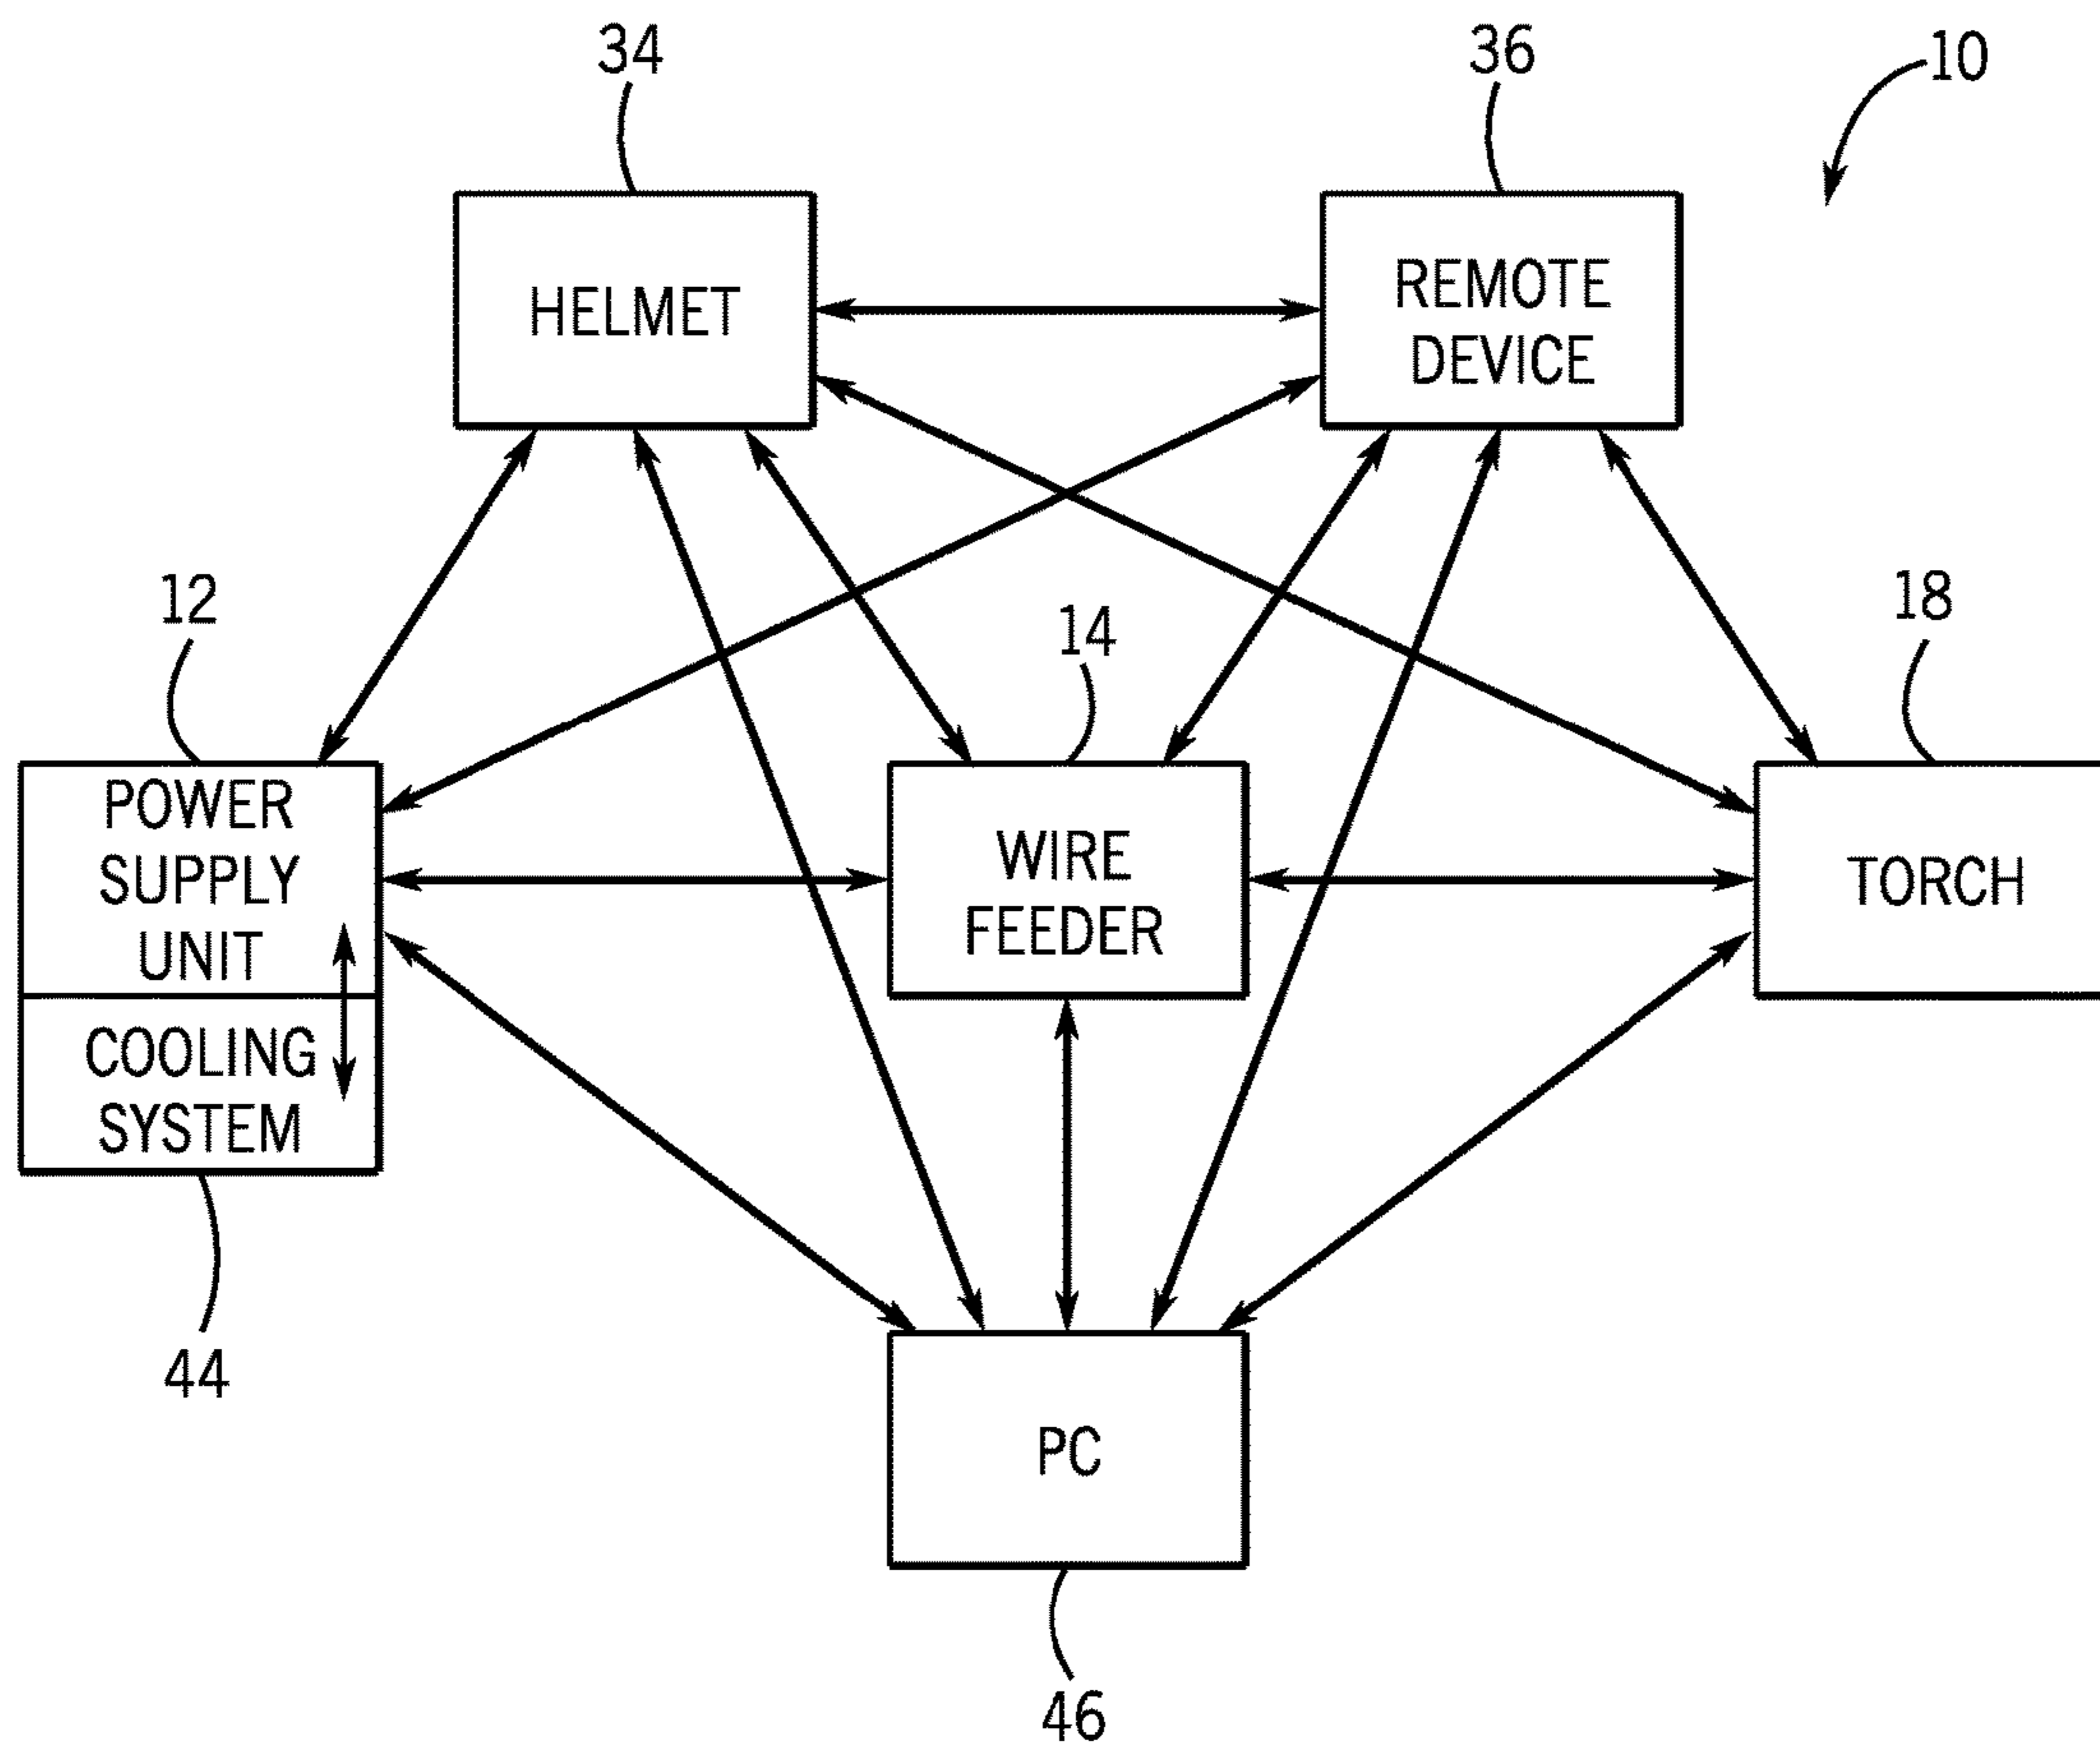 34
36
10
HELMET
REMOTE
DEVICE
12
14
18
POWER
SUPPLY
UNIT
WIRE
FEEDER
TORCH
COOLING
SYSTEM
44
PC
46